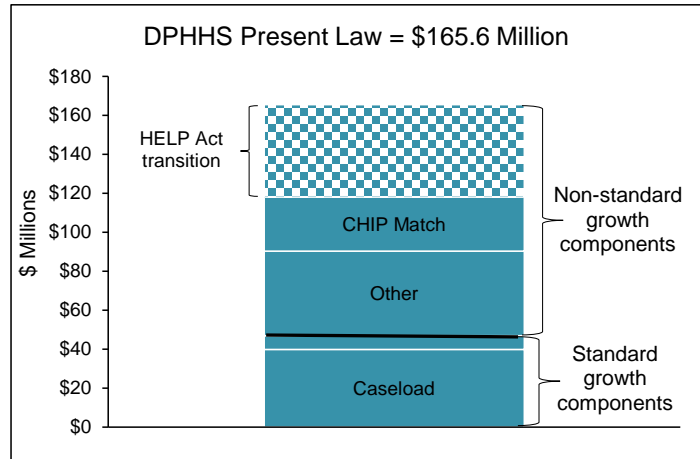 DPHHS Present Law = $165.6 Million
$ Millions
$180
$160
$140
$120
$100
$80
$60
$40
$20
$0
HELP Act
transition
CHIP Match
Other
Caseload
Non-standard
growth
components
Standard
growth
components